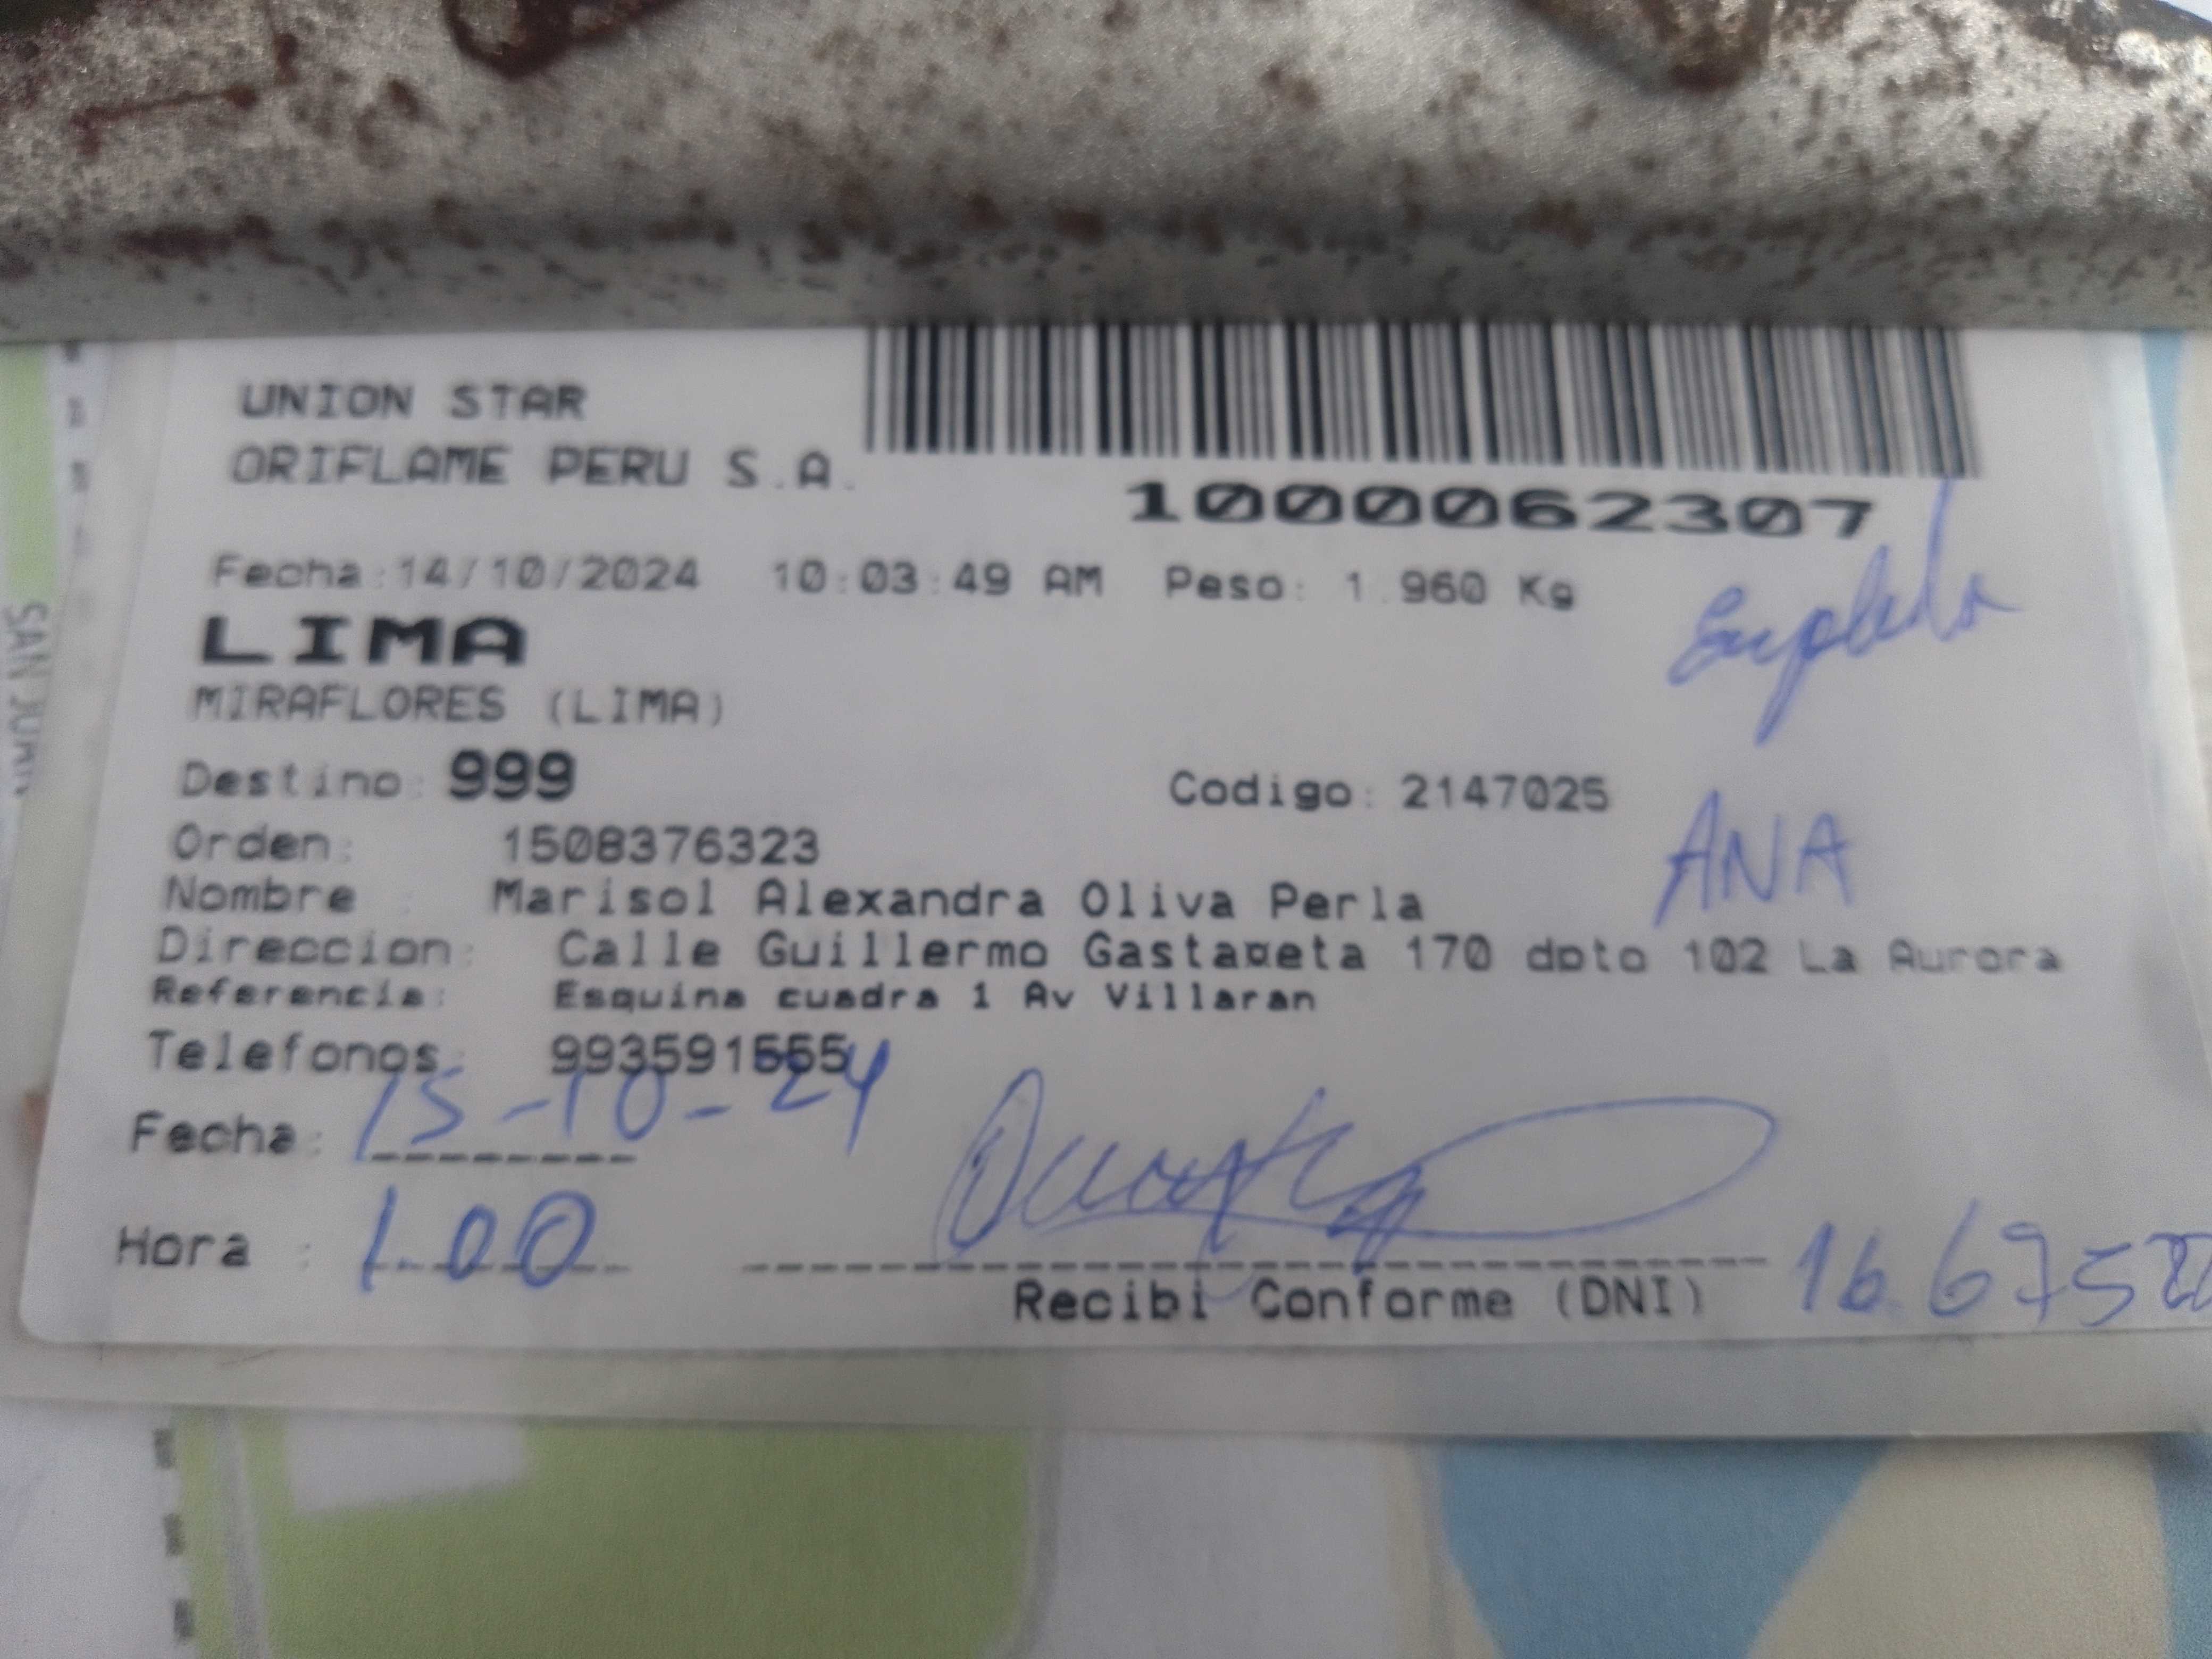 UNION STAR
ORIFLAME PERU S.A.
1000062307
Fecha:14/10/2024 10:03:49 AM Peso: 1.960 Kg
LIMA
MIRAFLORES (LIMA)
Destino: 999 Codigo: 2147025
Orden: 1508376323
ANA
Nombre : Marisol Alexandra Oliva Perla
Direccion: Calle Guillermo Gastañeta 170 dpto 102 La Aurora
Referencia: Esquina cuadra 1 Av Villaran
Telefonos: 993591555
Fecha: 15-10-24
Hora : 1.00
Recibi Conforme (DNI)
SAN JUAN